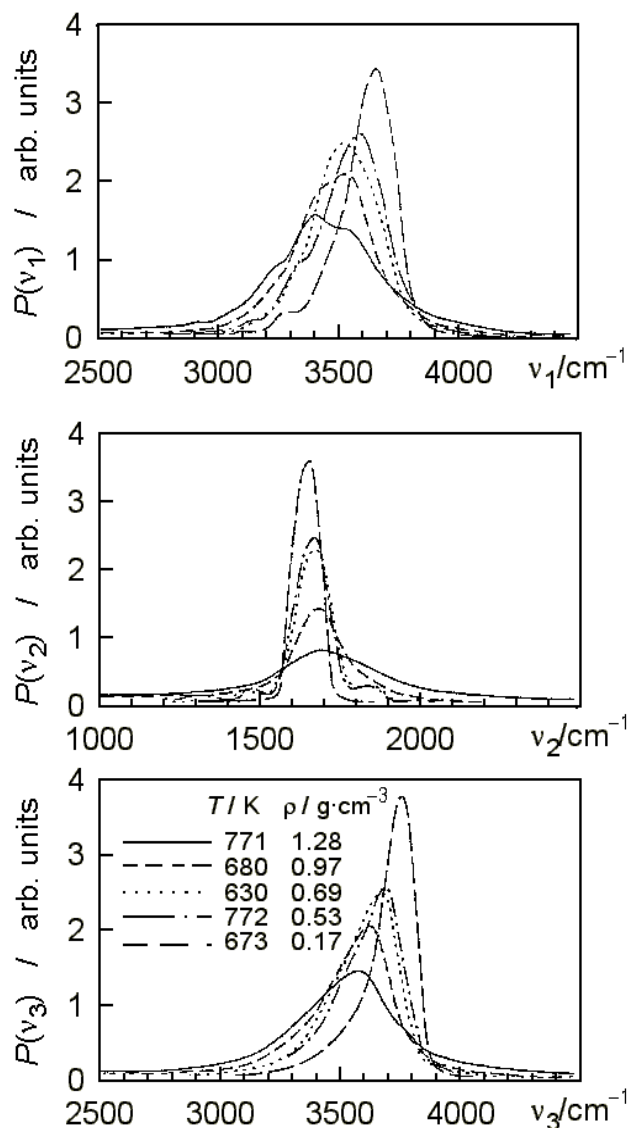 4
3
2
1
0
P(ν₁) / arb. units
2500 3000 3500 4000 ν₁/cm⁻¹
4
3
2
1
0
P(ν₂) / arb. units
1000 1500 2000 ν₂/cm⁻¹
4
3
2
1
0
P(ν₃) / arb. units
T / K ρ / g·cm⁻³
771 1.28
680 0.97
630 0.69
772 0.53
673 0.17
2500 3000 3500 4000 ν₃/cm⁻¹